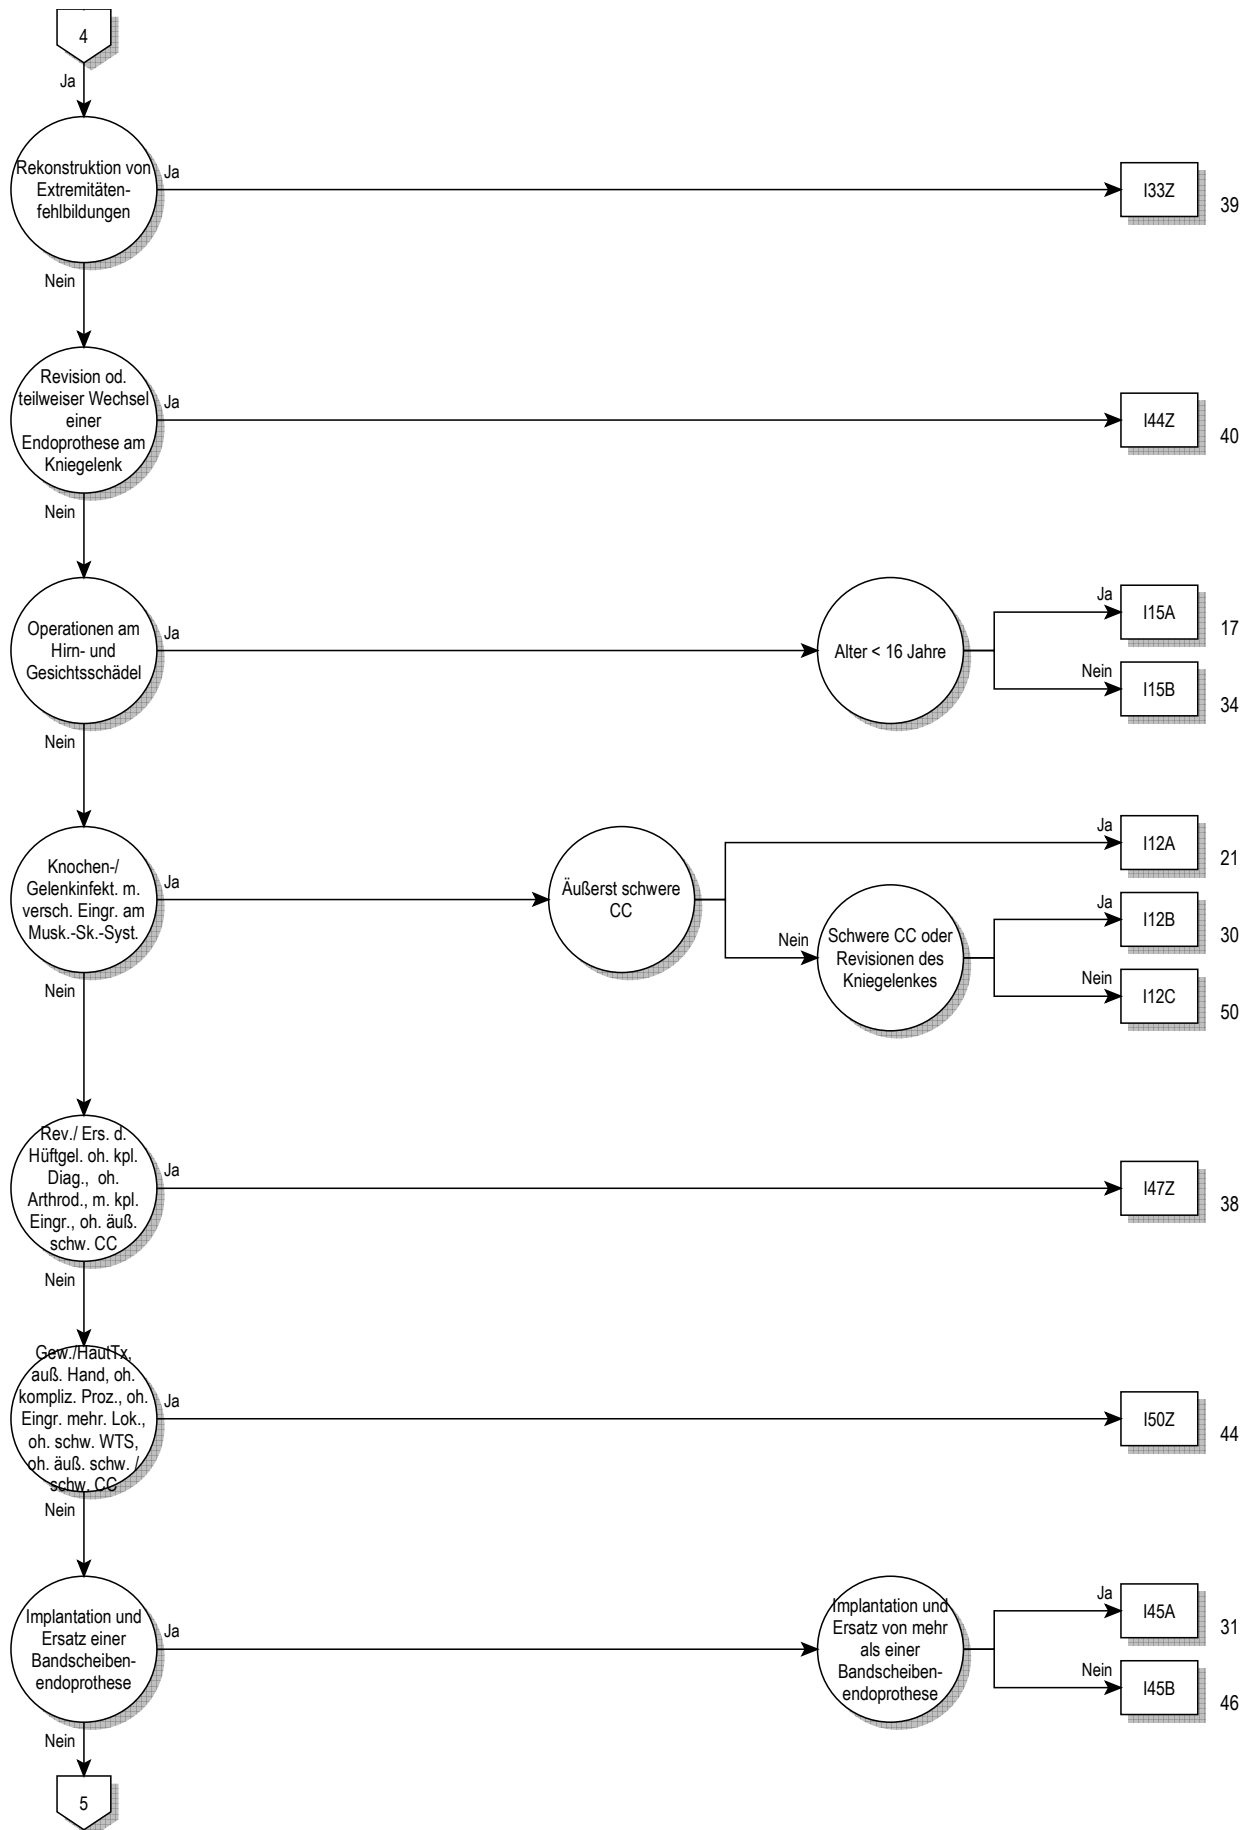 4
Ja
Rekonstruktion von
Extremitäten-
fehlbildungen
Ja
I33Z
39
Nein
Revision od.
teilweiser Wechsel
einer
Endoprothese am
Kniegelenk
Ja
I44Z
40
Nein
Operationen am
Hirn- und
Gesichtsschädel
Ja
Alter < 16 Jahre
Ja
I15A
17
Nein
I15B
34
Nein
Knochen-/
Gelenkinfekt. m.
versch. Eingr. am
Musk.-Sk.-Syst.
Ja
Äußerst schwere
CC
Ja
I12A
21
Nein
Schwere CC oder
Revisionen des
Kniegelenkes
Ja
I12B
30
Nein
I12C
50
Nein
Rev./ Ers. d.
Hüftgel. oh. kpl.
Diag., oh.
Arthrod., m. kpl.
Eingr., oh. äuß.
schw. CC
Ja
I47Z
38
Nein
Gew./HautTx,
auß. Hand, oh.
kompliz. Proz., oh.
Eingr. mehr. Lok.,
oh. schw. WTS,
oh. äuß. schw. /
schw. CC
Ja
I50Z
44
Nein
Implantation und
Ersatz einer
Bandscheiben-
endoprothese
Ja
Implantation und
Ersatz von mehr
als einer
Bandscheiben-
endoprothese
Ja
I45A
31
Nein
I45B
46
Nein
5